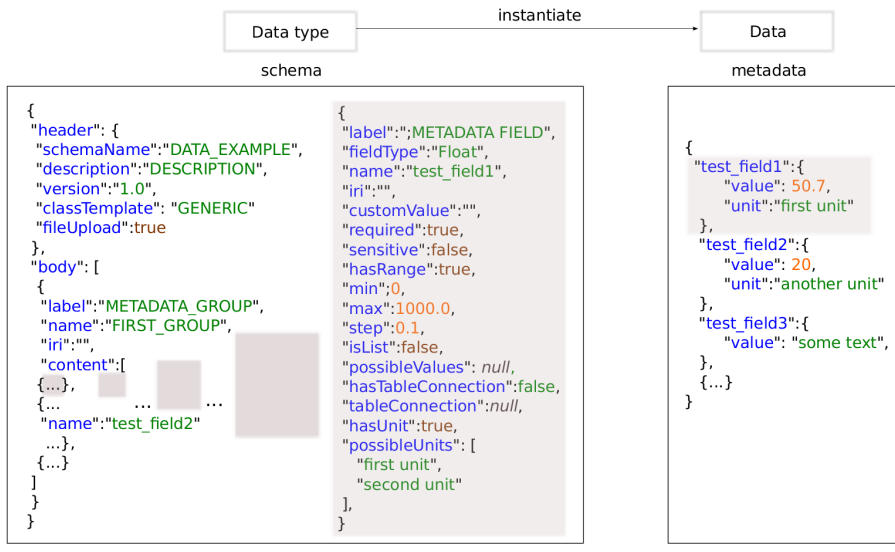 Data type
instantiate
Data
schema
{
"header": {
"schemaName":"DATA_EXAMPLE",
"description":"DESCRIPTION",
"version":"1.0",
"classTemplate": "GENERIC"
"fileUpload":true
},
"body": [
{
"label":"METADATA_GROUP",
"name":"FIRST_GROUP",
"iri":"",
"content":[
{...},
{... ... ...
"name":"test_field2"
...},
{...}
]
}
}
{
"label":";METADATA FIELD",
"fieldType":"Float",
"name":"test_field1",
"iri":"",
"customValue":"",
"required":true,
"sensitive":false,
"hasRange":true,
"min";0,
"max":1000.0,
"step":0.1,
"isList":false,
"possibleValues": null,
"hasTableConnection":false,
"tableConnection":null,
"hasUnit":true,
"possibleUnits": [
"first unit",
"second unit"
],
}
metadata
{
"test_field1":{
"value": 50.7,
"unit":"first unit"
},
"test_field2":{
"value": 20,
"unit":"another unit"
},
"test_field3":{
"value": "some text",
},
{...}
}